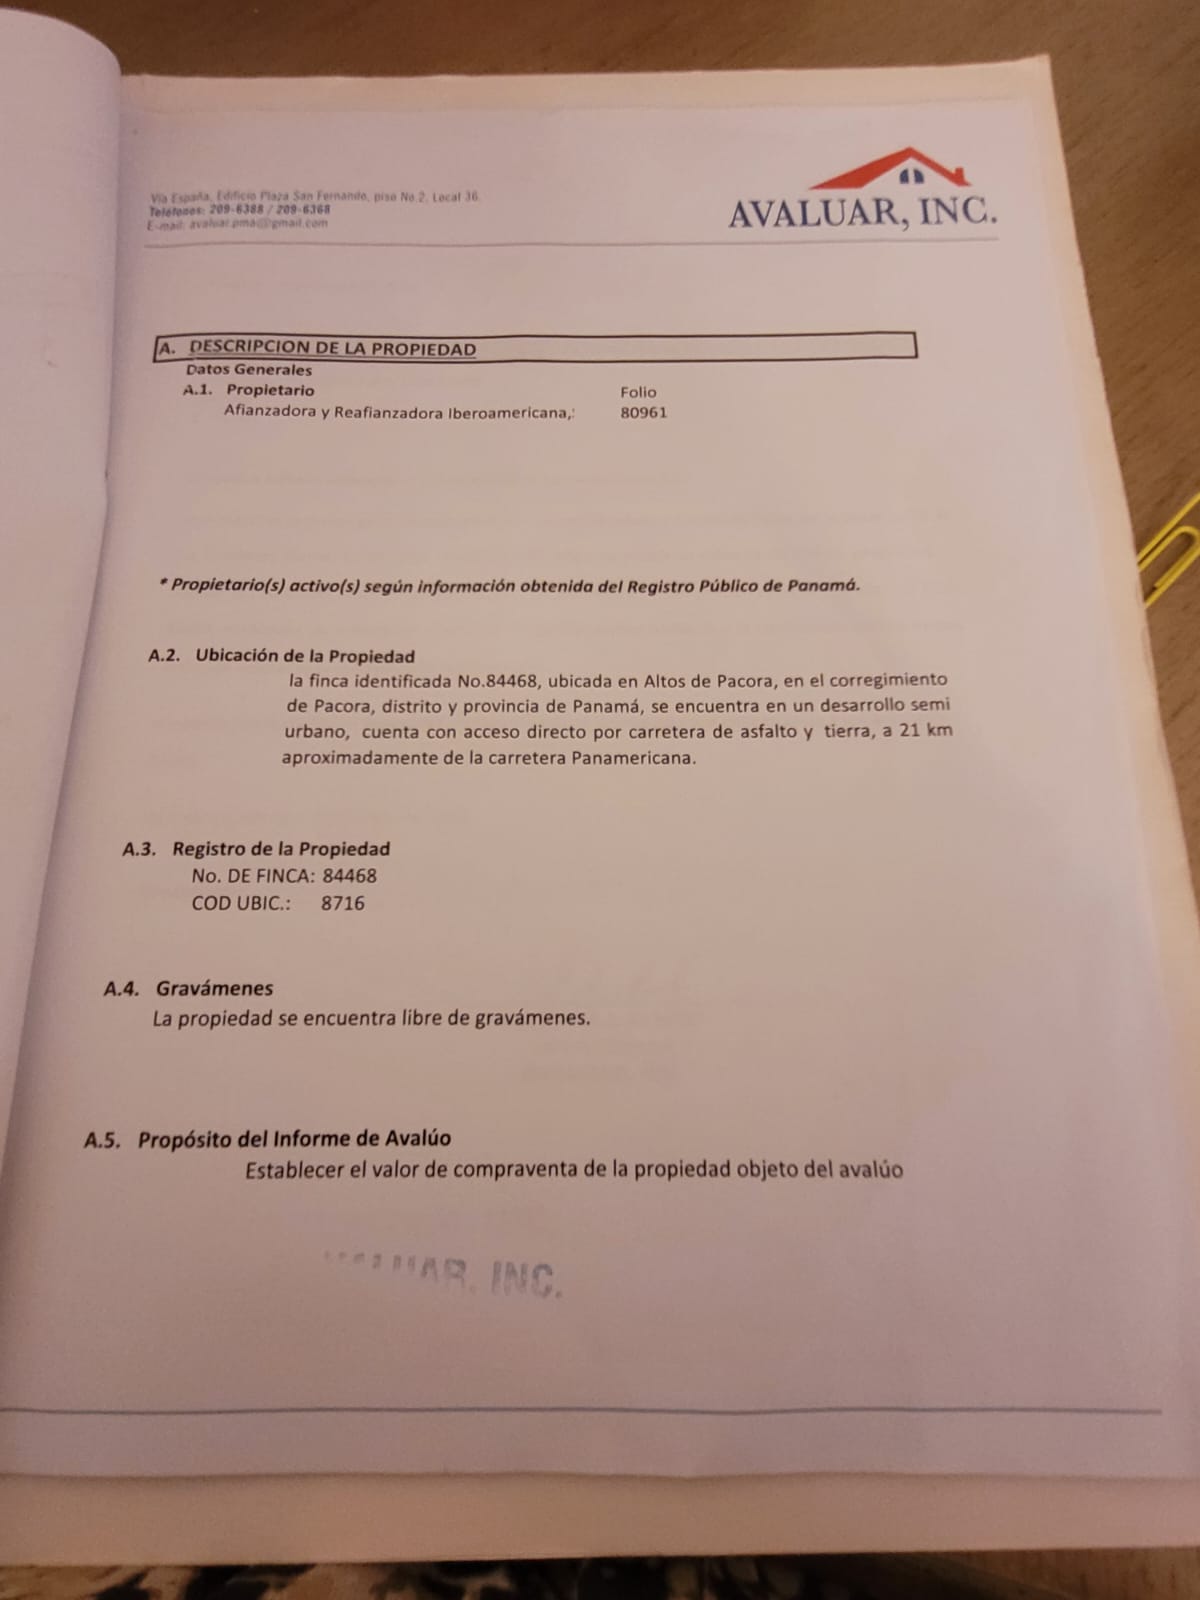 Vía España, Edificio Plaza San Fernando, piso No.2, Local 36.
Teléfonos: 209-6388 / 209-6368
E-mail: avaluar.pma@gmail.com
AVALUAR, INC.
A. DESCRIPCION DE LA PROPIEDAD
Datos Generales
A.1. Propietario Folio
Afianzadora y Reafianzadora Iberoamericana, 80961
* Propietario(s) activo(s) según información obtenida del Registro Público de Panamá.
A.2. Ubicación de la Propiedad
la finca identificada No.84468, ubicada en Altos de Pacora, en el corregimiento
de Pacora, distrito y provincia de Panamá, se encuentra en un desarrollo semi
urbano, cuenta con acceso directo por carretera de asfalto y tierra, a 21 km
aproximadamente de la carretera Panamericana.
A.3. Registro de la Propiedad
No. DE FINCA: 84468
COD UBIC.: 8716
A.4. Gravámenes
La propiedad se encuentra libre de gravámenes.
A.5. Propósito del Informe de Avalúo
Establecer el valor de compraventa de la propiedad objeto del avalúo
INC.